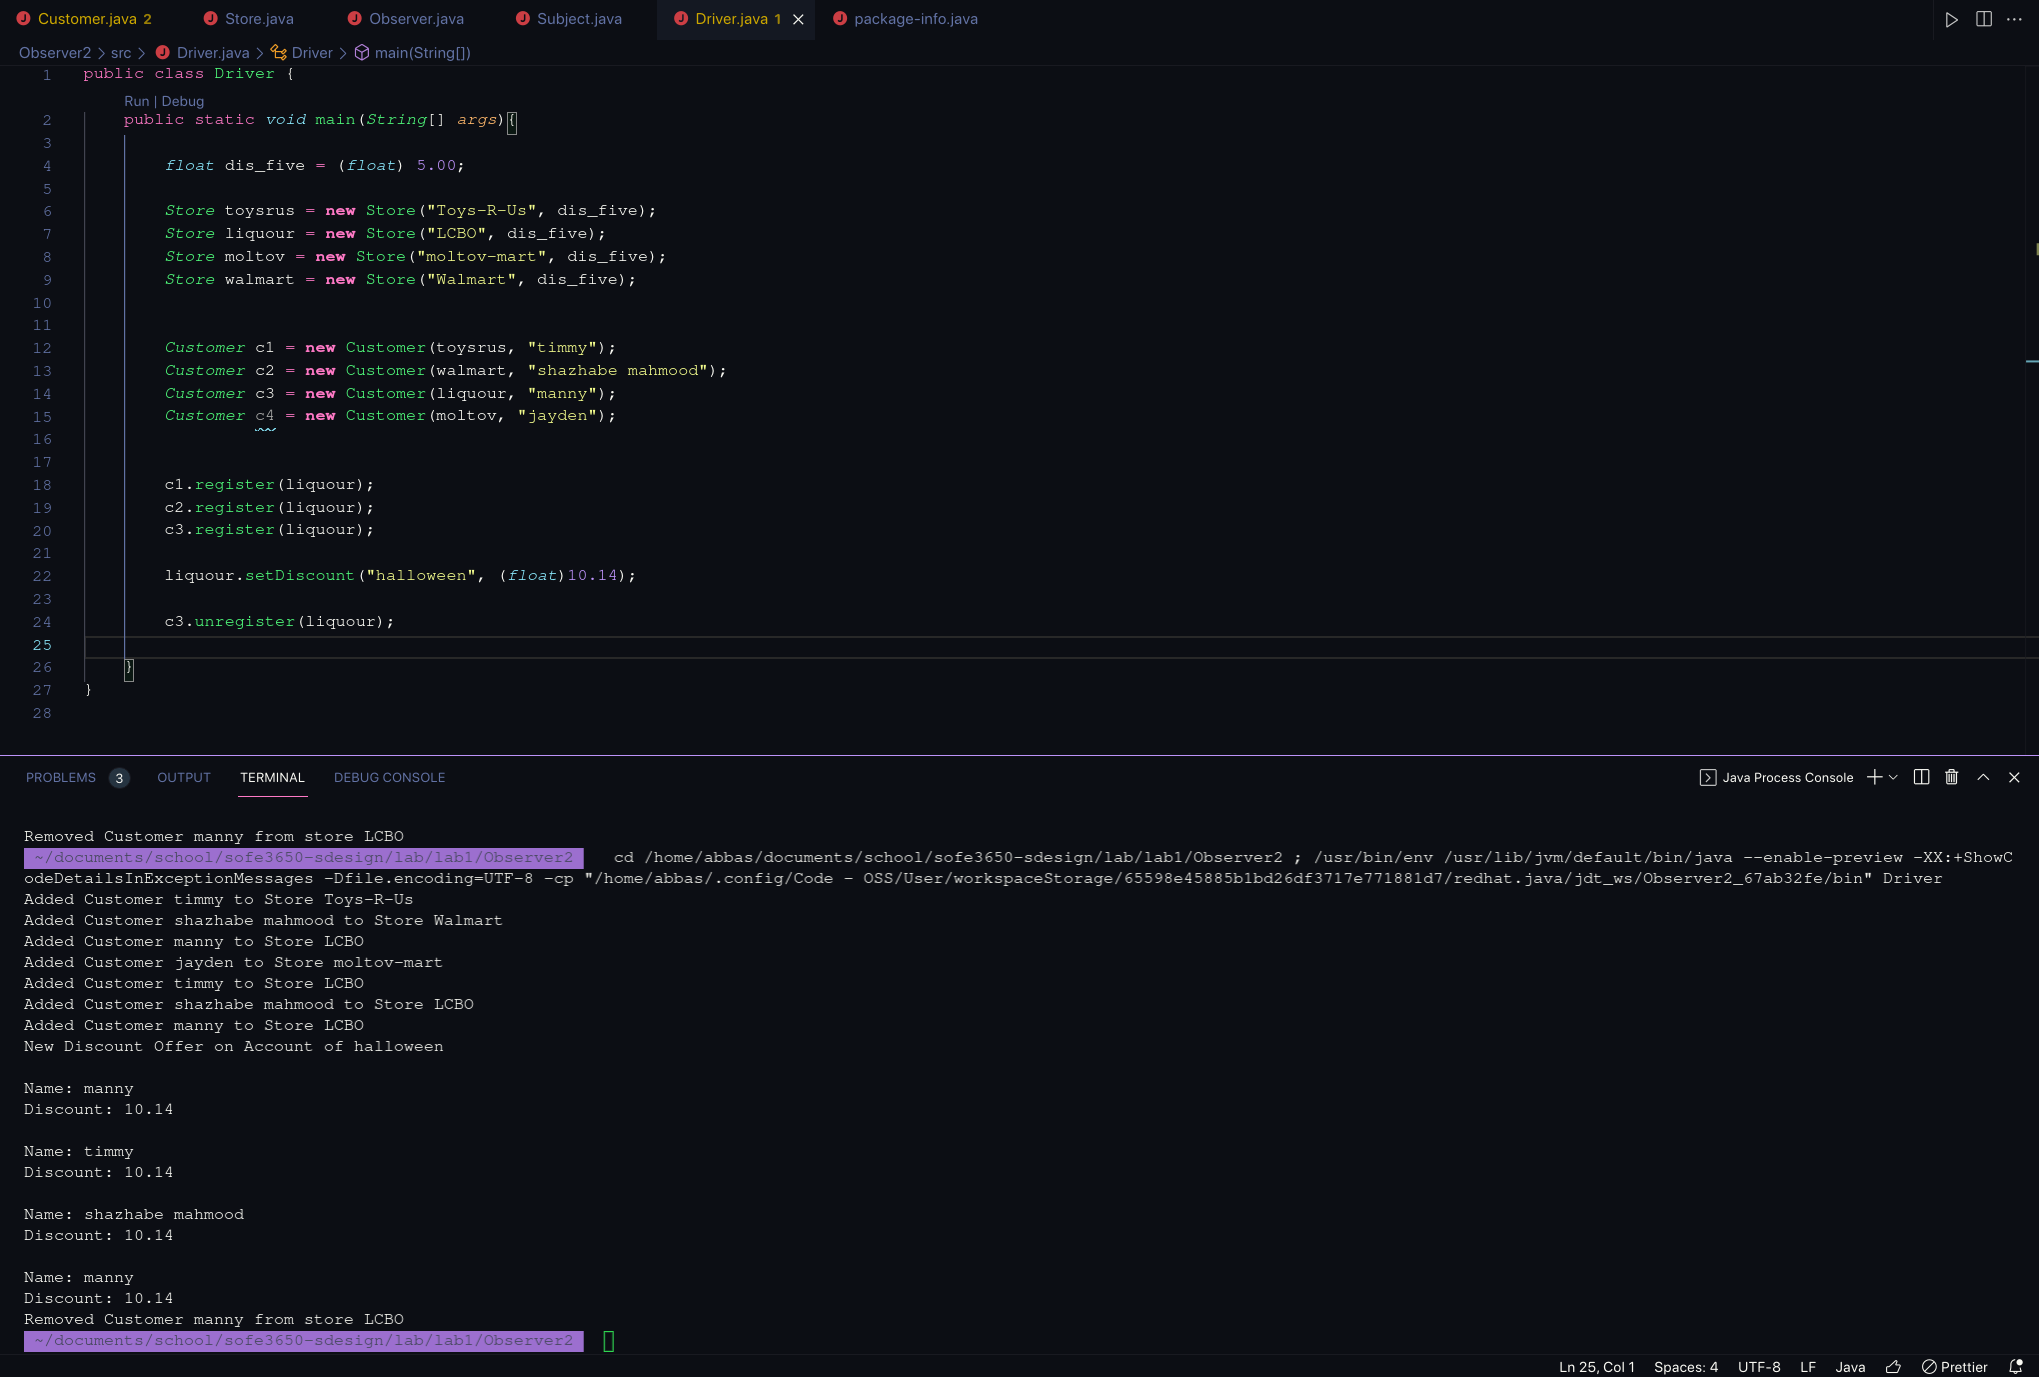 Customer.java 2 Store.java Observer.java Subject.java Driver.java 1 package-info.java
Observer2 > src > Driver.java > Driver > main(String[])
1 public class Driver {
Run | Debug
2 public static void main(String[] args){
3
4 float dis_five = (float) 5.00;
5
6 Store toysrus = new Store("Toys-R-Us", dis_five);
7 Store liquour = new Store("LCBO", dis_five);
8 Store moltov = new Store("moltov-mart", dis_five);
9 Store walmart = new Store("Walmart", dis_five);
10
11
12 Customer c1 = new Customer(toysrus, "timmy");
13 Customer c2 = new Customer(walmart, "shazhabe mahmood");
14 Customer c3 = new Customer(liquour, "manny");
15 Customer c4 = new Customer(moltov, "jayden");
16
17
18 c1.register(liquour);
19 c2.register(liquour);
20 c3.register(liquour);
21
22 liquour.setDiscount("halloween", (float)10.14);
23
24 c3.unregister(liquour);
25
26 }
27 }
28
PROBLEMS 3 OUTPUT TERMINAL DEBUG CONSOLE Java Process Console
Removed Customer manny from store LCBO
~/documents/school/sofe3650-sdesign/lab/lab1/Observer2 cd /home/abbas/documents/school/sofe3650-sdesign/lab/lab1/Observer2 ; /usr/bin/env /usr/lib/jvm/default/bin/java --enable-preview -XX:+ShowC
odeDetailsInExceptionMessages -Dfile.encoding=UTF-8 -cp "/home/abbas/.config/Code - OSS/User/workspaceStorage/65598e45885b1bd26df3717e771881d7/redhat.java/jdt_ws/Observer2_67ab32fe/bin" Driver
Added Customer timmy to Store Toys-R-Us
Added Customer shazhabe mahmood to Store Walmart
Added Customer manny to Store LCBO
Added Customer jayden to Store moltov-mart
Added Customer timmy to Store LCBO
Added Customer shazhabe mahmood to Store LCBO
Added Customer manny to Store LCBO
New Discount Offer on Account of halloween
Name: manny
Discount: 10.14
Name: timmy
Discount: 10.14
Name: shazhabe mahmood
Discount: 10.14
Name: manny
Discount: 10.14
Removed Customer manny from store LCBO
~/documents/school/sofe3650-sdesign/lab/lab1/Observer2
Ln 25, Col 1 Spaces: 4 UTF-8 LF Java Prettier